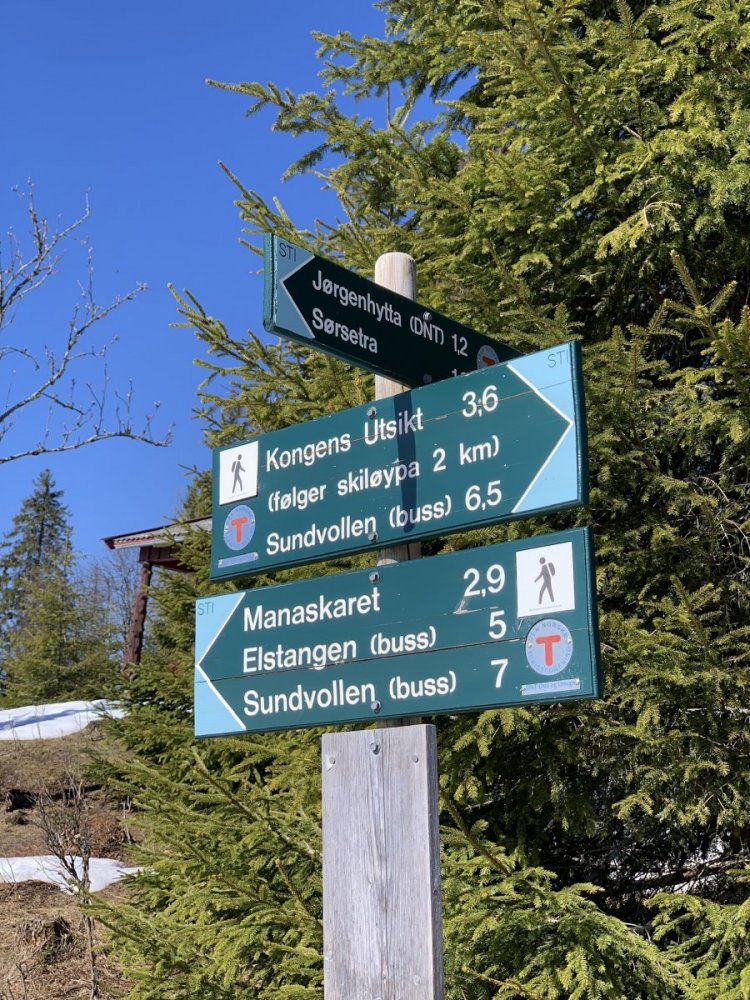 STI
Jørgenhytta (DNT) 1,2
Sørsetra
STI
Kongens Utsikt 3,6
(følger skiløypa 2 km)
T
Sundvollen (buss) 6,5
STI
Manaskaret 2,9
Elstangen (buss) 5
T
Sundvollen (buss) 7